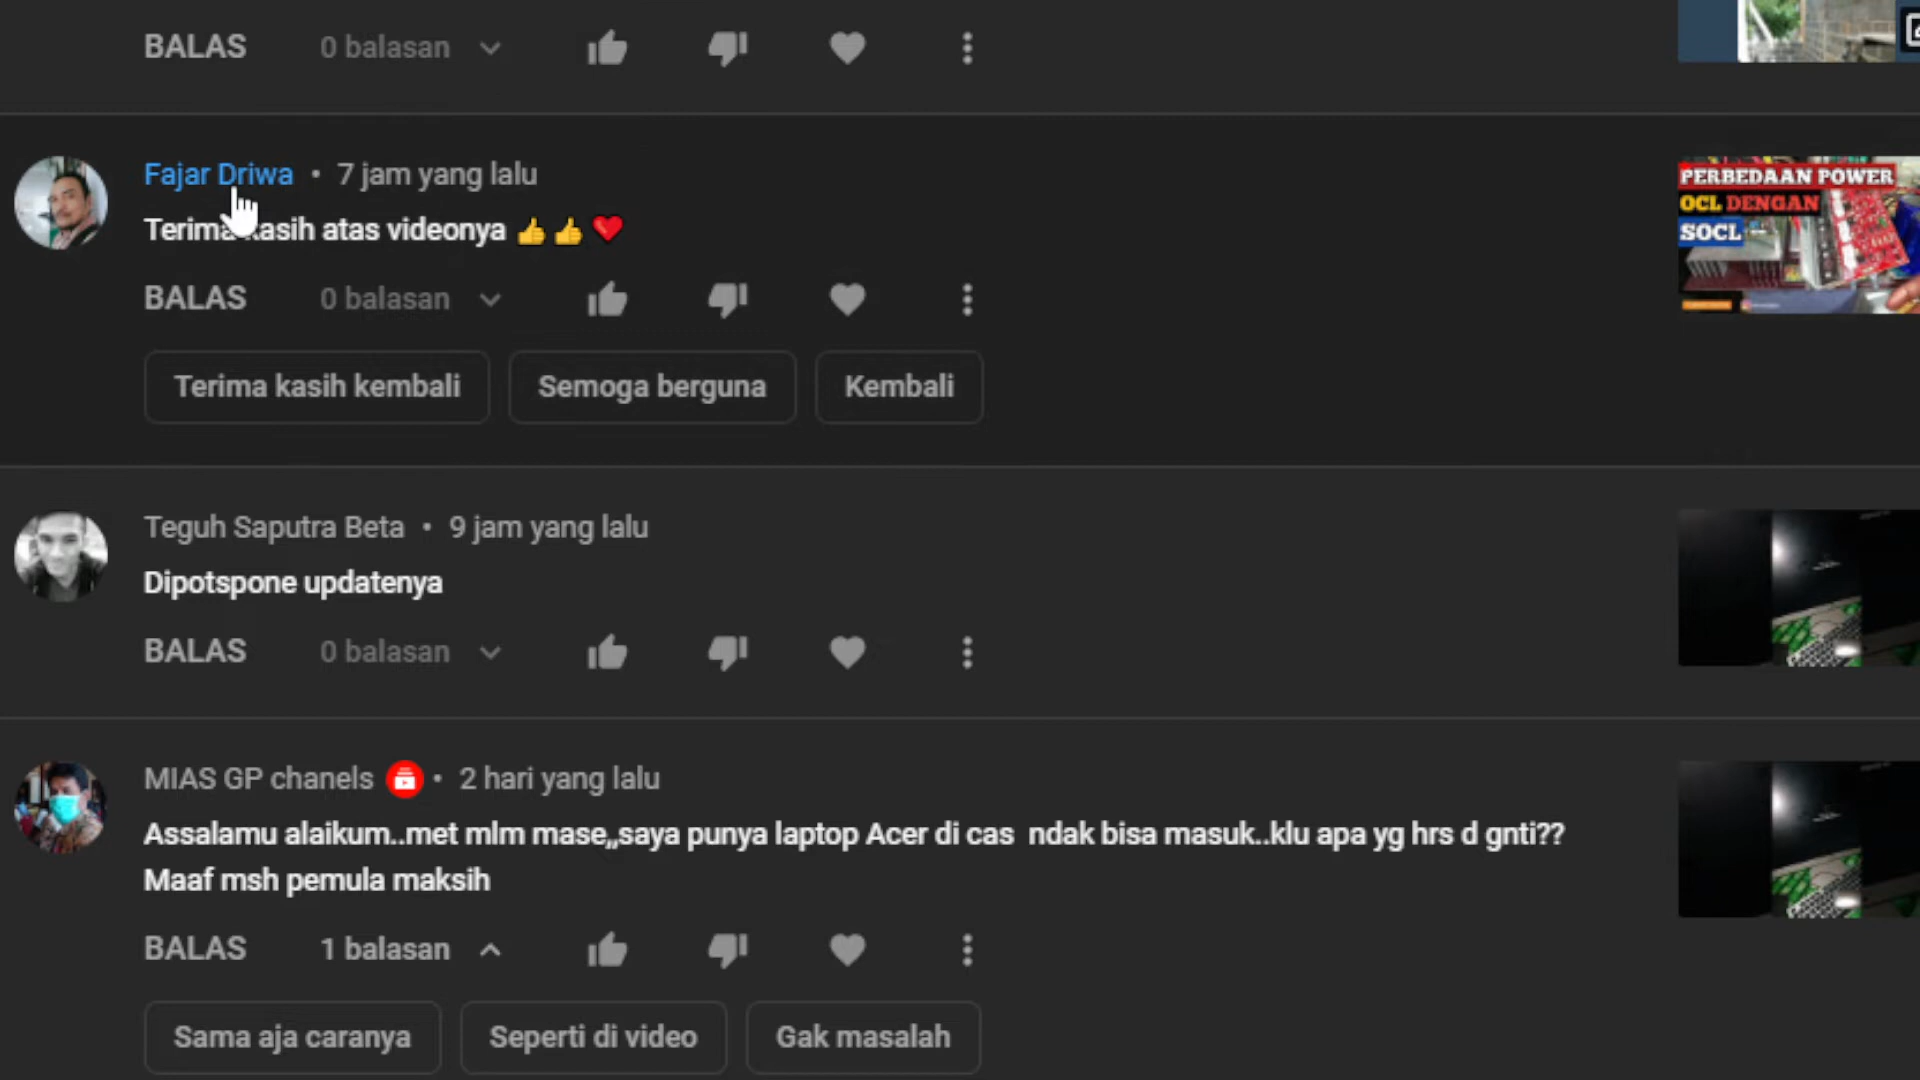 BALAS 0 balasan
Fajar Driwa • 7 jam yang lalu
Terima kasih atas videonya 👍👍❤️
BALAS 0 balasan
Terima kasih kembali Semoga berguna Kembali
PERBEDAAN POWER
OCL DENGAN
SOCL
Teguh Saputra Beta • 9 jam yang lalu
Dipotspone updatenya
BALAS 0 balasan
MIAS GP chanels • 2 hari yang lalu
Assalamu alaikum..met mlm mase,,saya punya laptop Acer di cas ndak bisa masuk..klu apa yg hrs d gnti??
Maaf msh pemula maksih
BALAS 1 balasan
Sama aja caranya Seperti di video Gak masalah